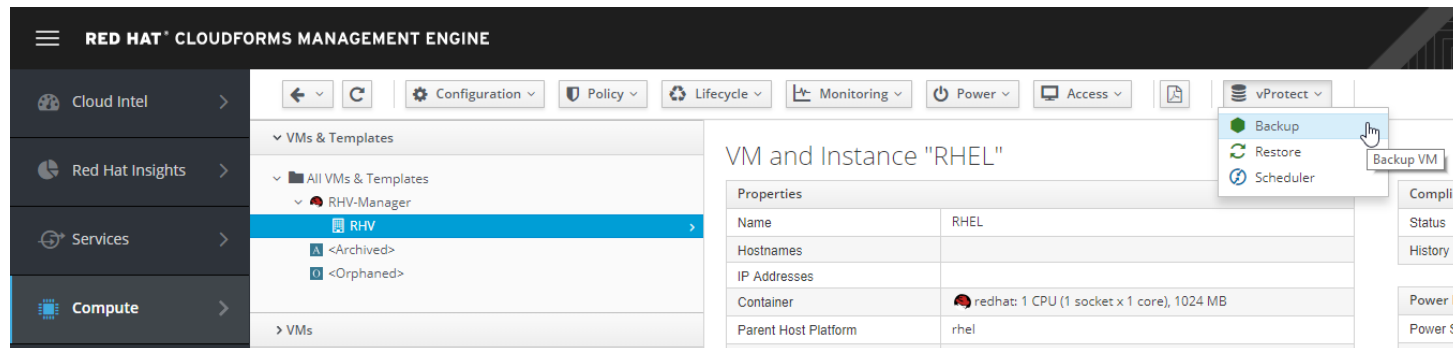 RED HAT® CLOUDFORMS MANAGEMENT ENGINE
Cloud Intel
Red Hat Insights
Services
Compute
Configuration
Policy
Lifecycle
Monitoring
Power
Access
vProtect
Backup
Restore
Scheduler
Backup VM
VMs & Templates
All VMs & Templates
RHV-Manager
RHV
A <Archived>
O <Orphaned>
VMs
VM and Instance "RHEL"
Properties
Name RHEL
Hostnames
IP Addresses
Container redhat: 1 CPU (1 socket x 1 core), 1024 MB
Parent Host Platform rhel
Compli
Status
History
Power
Power S